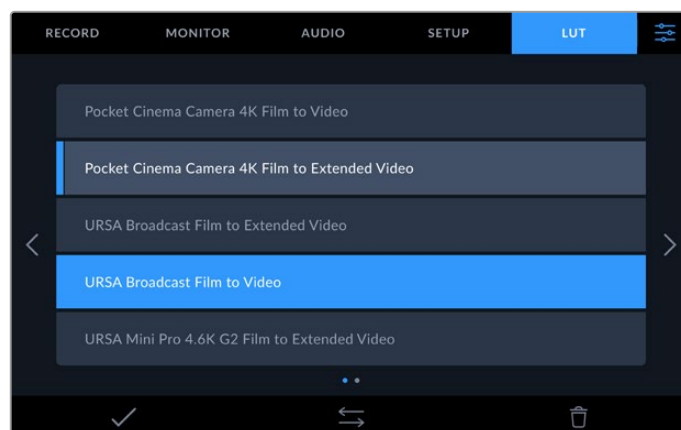 RECORD MONITOR AUDIO SETUP LUT
Pocket Cinema Camera 4K Film to Video
Pocket Cinema Camera 4K Film to Extended Video
URSA Broadcast Film to Extended Video
URSA Broadcast Film to Video
URSA Mini Pro 4.6K G2 Film to Extended Video